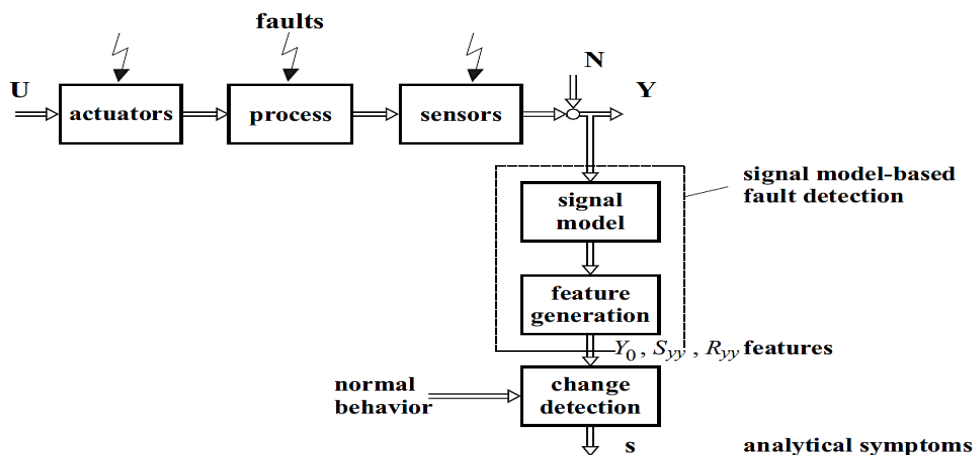 faults
N
U
Y
actuators
process
sensors
signal model-based
fault detection
signal
model
feature
generation
Y₀ , Syy , Ryy features
normal
behavior
change
detection
s
analytical symptoms